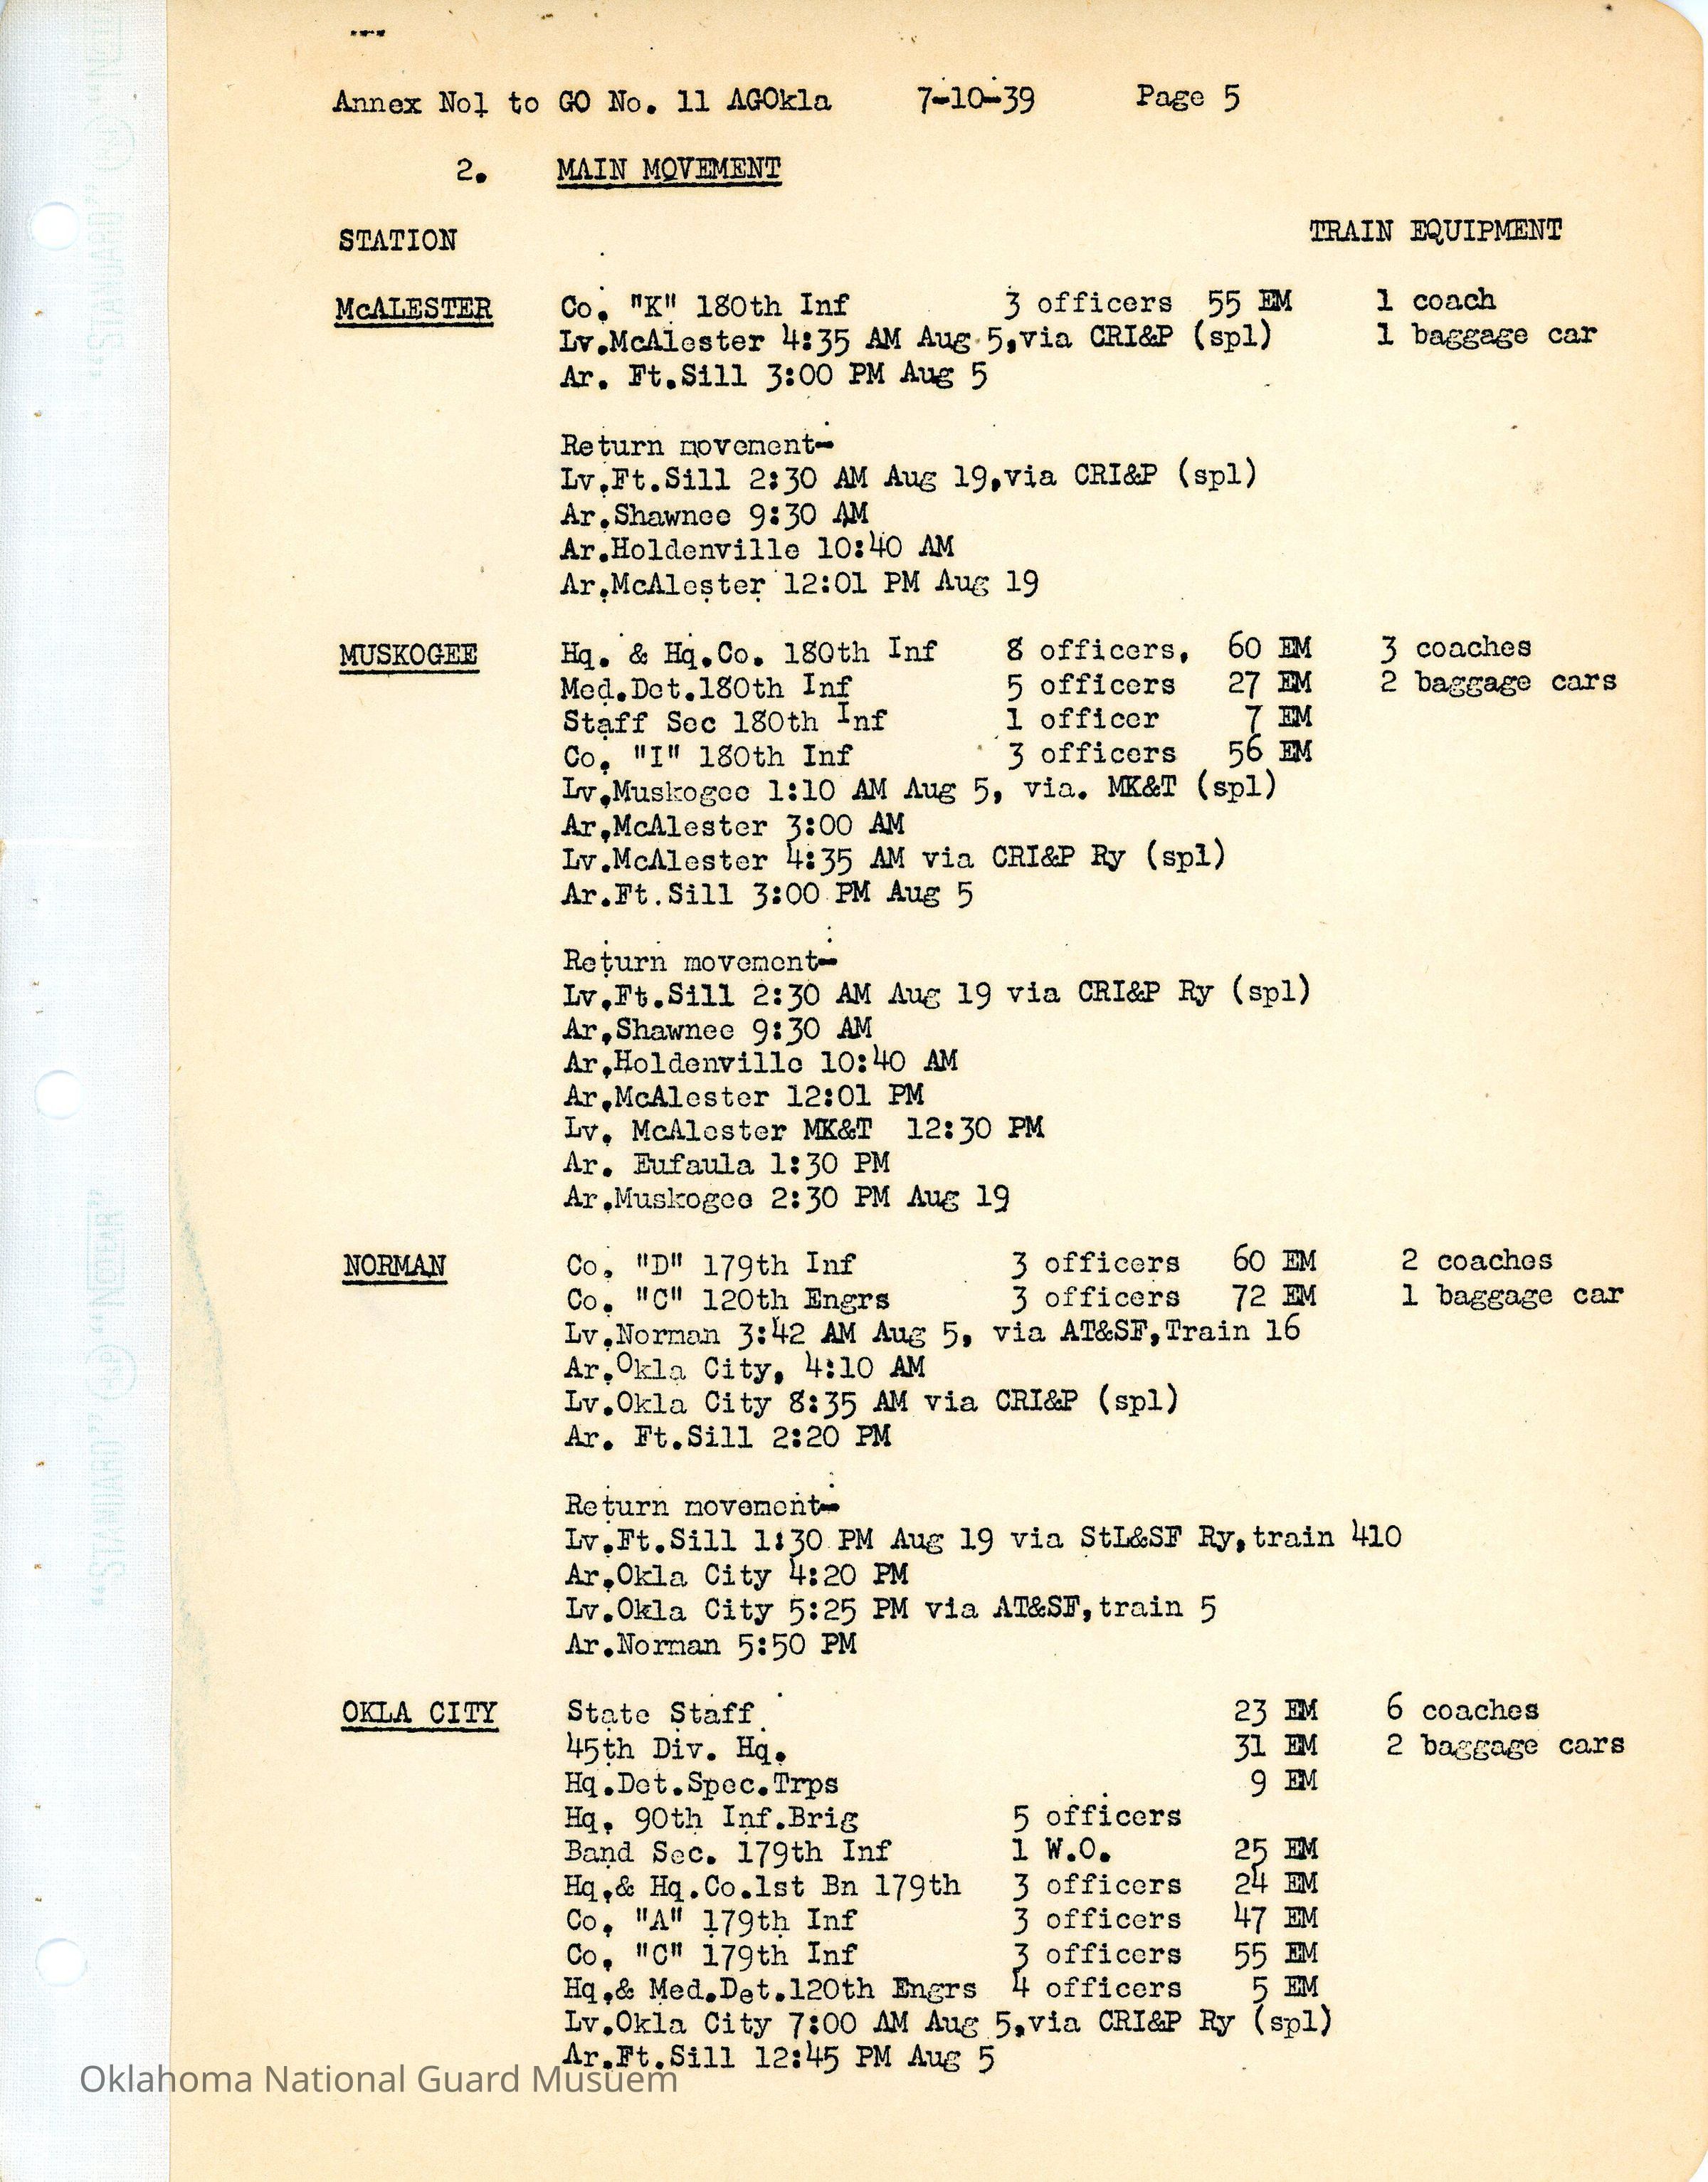 Annex No1 to GO No. 11 AGOkla 7-10-39 Page 5
2. MAIN MOVEMENT
STATION TRAIN EQUIPMENT
McALESTER Co. "K" 180th Inf 3 officers 55 EM 1 coach
Lv.McAlester 4:35 AM Aug 5,via CRI&P (spl) 1 baggage car
Ar. Ft.Sill 3:00 PM Aug 5
Return movement-
Lv.Ft.Sill 2:30 AM Aug 19,via CRI&P (spl)
Ar.Shawnee 9:30 AM
Ar.Holdenville 10:40 AM
Ar.McAlester 12:01 PM Aug 19
MUSKOGEE Hq. & Hq.Co. 180th Inf 8 officers, 60 EM 3 coaches
Med.Det.180th Inf 5 officers 27 EM 2 baggage cars
Staff Sec 180th Inf 1 officer 7 EM
Co. "I" 180th Inf 3 officers 56 EM
Lv.Muskogee 1:10 AM Aug 5, via. MK&T (spl)
Ar.McAlester 3:00 AM
Lv.McAlester 4:35 AM via CRI&P Ry (spl)
Ar.Ft.Sill 3:00 PM Aug 5
Return movement-
Lv.Ft.Sill 2:30 AM Aug 19 via CRI&P Ry (spl)
Ar.Shawnee 9:30 AM
Ar.Holdenville 10:40 AM
Ar.McAlester 12:01 PM
Lv. McAlester MK&T 12:30 PM
Ar. Eufaula 1:30 PM
Ar.Muskogee 2:30 PM Aug 19
NORMAN Co. "D" 179th Inf 3 officers 60 EM 2 coaches
Co. "C" 120th Engrs 3 officers 72 EM 1 baggage car
Lv.Norman 3:42 AM Aug 5, via AT&SF,Train 16
Ar.Okla City, 4:10 AM
Lv.Okla City 8:35 AM via CRI&P (spl)
Ar. Ft.Sill 2:20 PM
Return movement-
Lv.Ft.Sill 1:30 PM Aug 19 via StL&SF Ry,train 410
Ar.Okla City 4:20 PM
Lv.Okla City 5:25 PM via AT&SF,train 5
Ar.Norman 5:50 PM
OKLA CITY State Staff 23 EM 6 coaches
45th Div. Hq. 31 EM 2 baggage cars
Hq.Det.Spec.Trps 9 EM
Hq. 90th Inf.Brig 5 officers
Band Sec. 179th Inf 1 W.O. 25 EM
Hq.& Hq.Co.1st Bn 179th 3 officers 24 EM
Co. "A" 179th Inf 3 officers 47 EM
Co. "C" 179th Inf 3 officers 55 EM
Hq.& Med.Det.120th Engrs 4 officers 5 EM
Lv.Okla City 7:00 AM Aug 5,via CRI&P Ry (spl)
Ar.Ft.Sill 12:45 PM Aug 5
Oklahoma National Guard Musuem